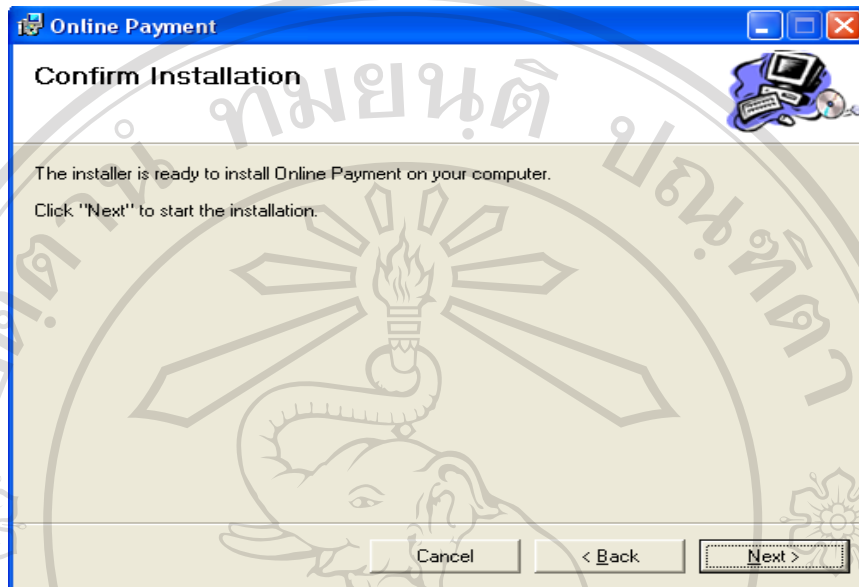 Online Payment
Confirm Installation
The installer is ready to install Online Payment on your computer.
Click "Next" to start the installation.
Cancel
< Back
Next >